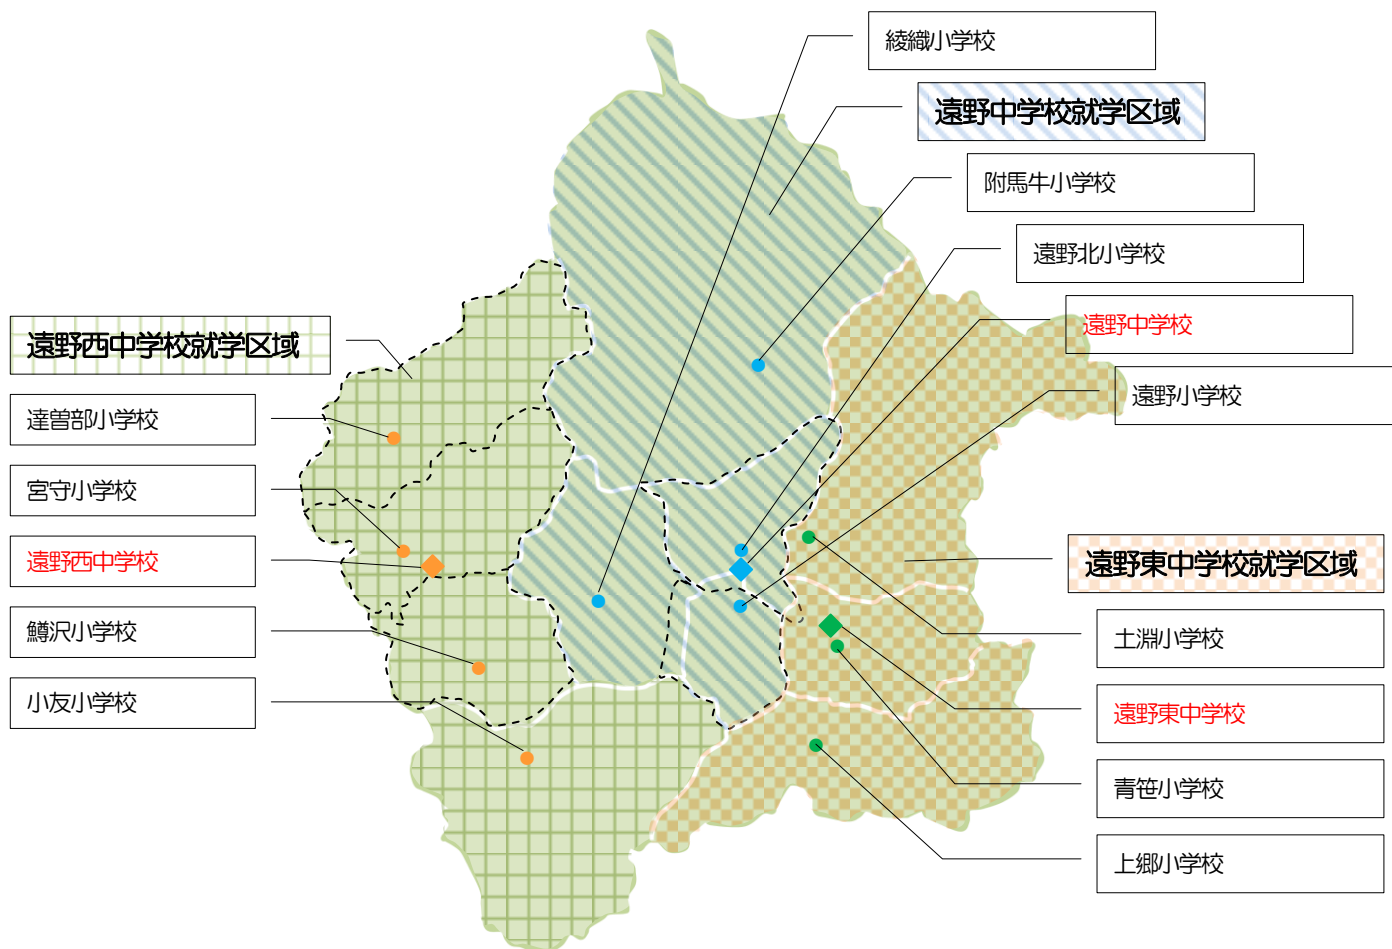 綾織小学校
遠野中学校就学区域
附馬牛小学校
遠野北小学校
遠野中学校
遠野小学校
遠野西中学校就学区域
達曽部小学校
宮守小学校
遠野西中学校
鱒沢小学校
小友小学校
遠野東中学校就学区域
土淵小学校
遠野東中学校
青笹小学校
上郷小学校